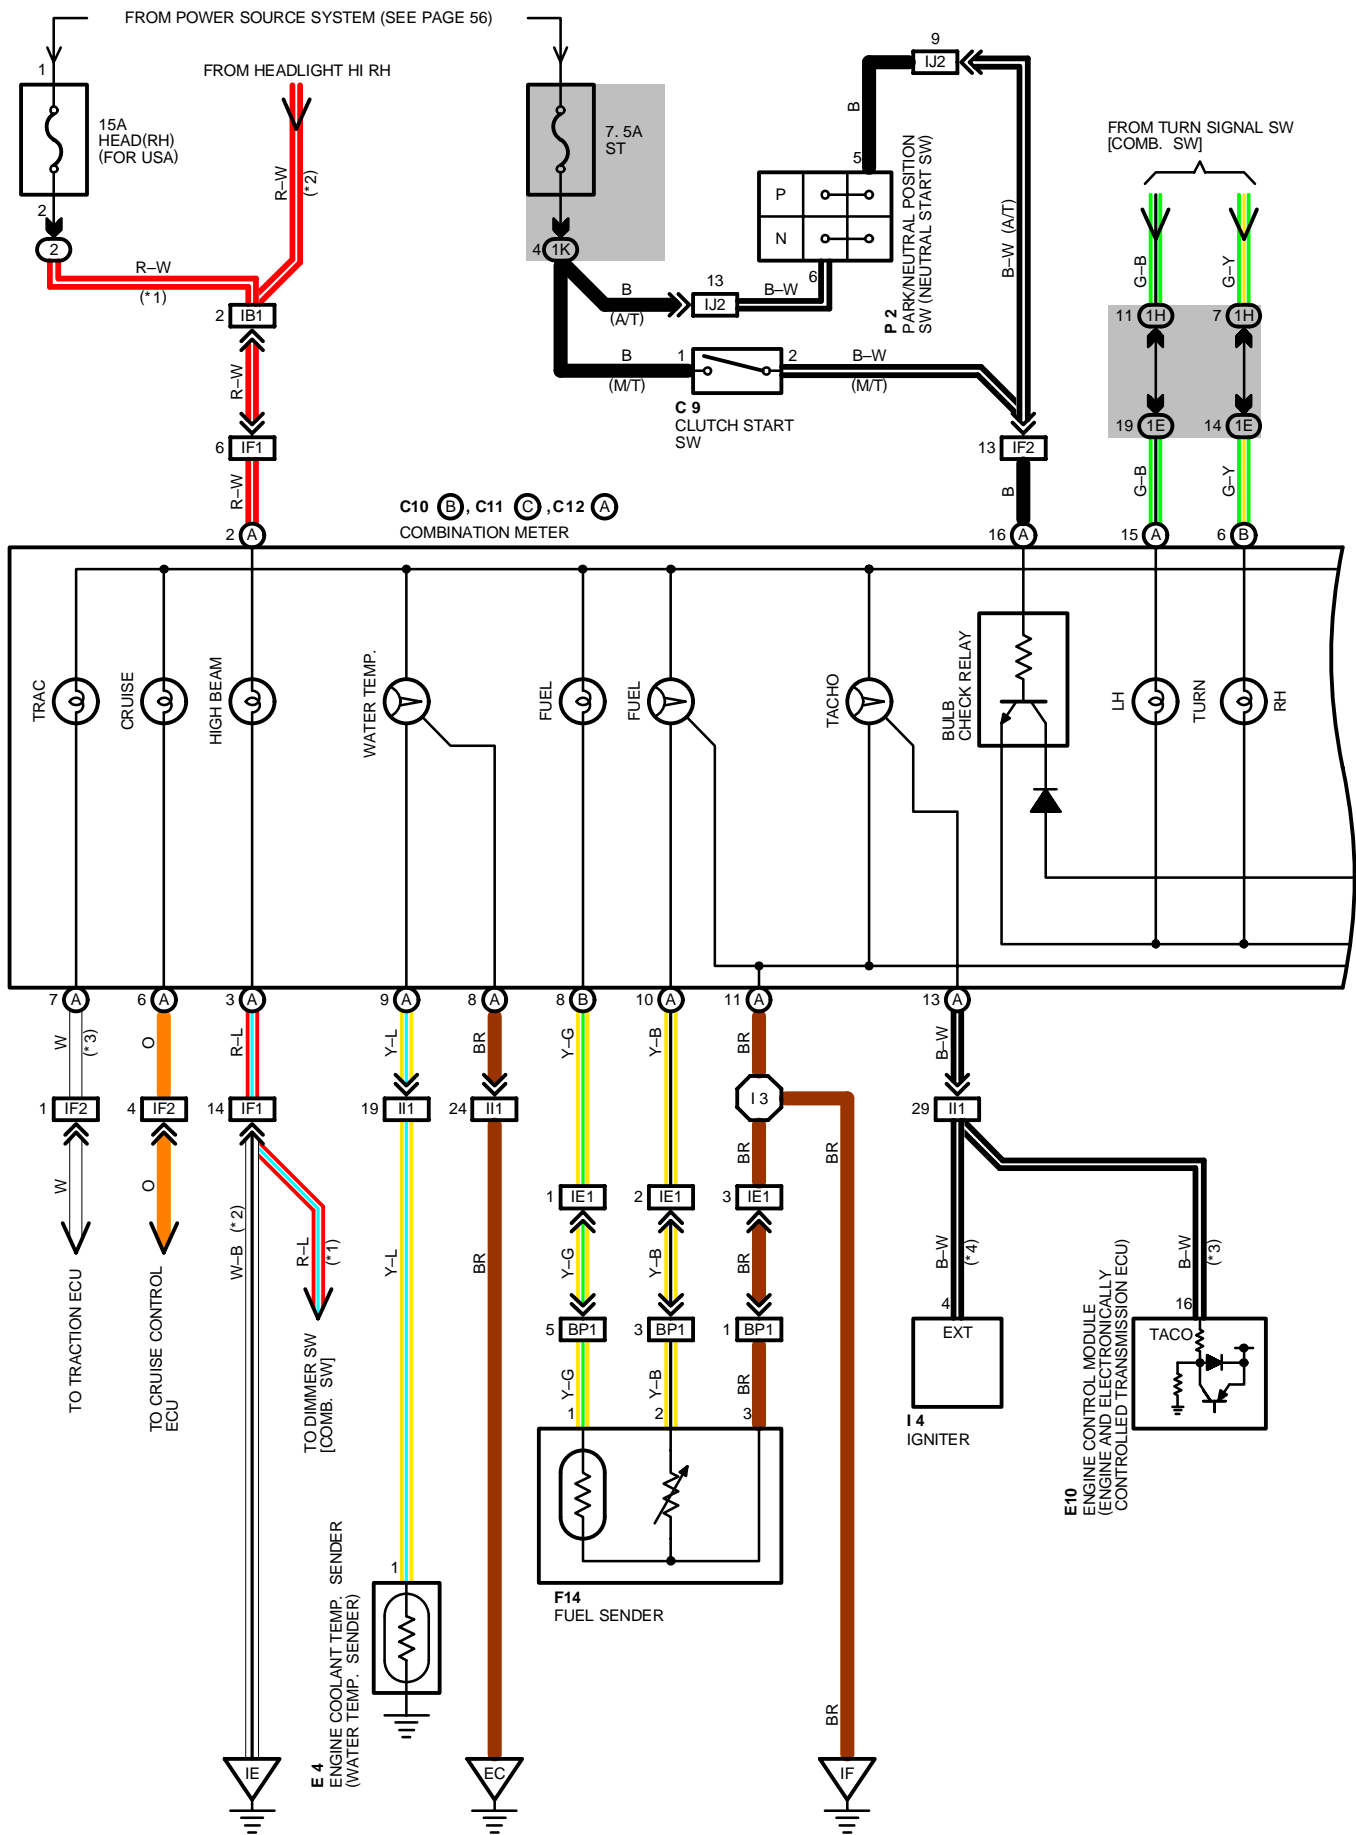 FROM POWER SOURCE SYSTEM (SEE PAGE 56)
1
FROM HEADLIGHT HI RH
15A
HEAD(RH)
(FOR USA)
2
2
R–W
(*2)
R–W
(*1)
2 IB1
R–W
6 IF1
R–W
2 A
7. 5A
ST
4 1K
B
(A/T)
13
IJ2
B–W
B
(M/T)
1
2
C 9
CLUTCH START
SW
B–W
(M/T)
9
IJ2
B
5
P
N
6
P 2
PARK/NEUTRAL POSITION
SW (NEUTRAL START SW)
B–W (A/T)
13 IF2
B
16 A
FROM TURN SIGNAL SW
[COMB. SW]
G–B
G–Y
11 1H
7 1H
19 1E
14 1E
G–B
G–Y
15 A
6 B
C10 B , C11 C , C12 A
COMBINATION METER
TRAC
CRUISE
HIGH BEAM
WATER TEMP.
FUEL
FUEL
TACHO
BULB
CHECK RELAY
LH
TURN
RH
7 A
6 A
3 A
9 A
8 A
8 B
10 A
11 A
13 A
W
(*3)
O
R–L
Y–L
BR
Y–G
Y–B
BR
B–W
1 IF2
4 IF2
14 IF1
19 II1
24 II1
I 3
29 II1
W
O
W–B (*2)
R–L
(*1)
Y–L
BR
BR
BR
1 IE1
2 IE1
3 IE1
Y–G
Y–B
BR
5 BP1
3 BP1
1 BP1
Y–G
Y–B
BR
1
2
3
B–W
(*4)
B–W
(*3)
4
EXT
I 4
IGNITER
16
TACO
E10
ENGINE CONTROL MODULE
(ENGINE AND ELECTRONICALLY
CONTROLLED TRANSMISSION ECU)
TO TRACTION ECU
TO CRUISE CONTROL
ECU
TO DIMMER SW
[COMB. SW]
1
E 4
ENGINE COOLANT TEMP. SENDER
(WATER TEMP. SENDER)
F14
FUEL SENDER
BR
IE
EC
IF